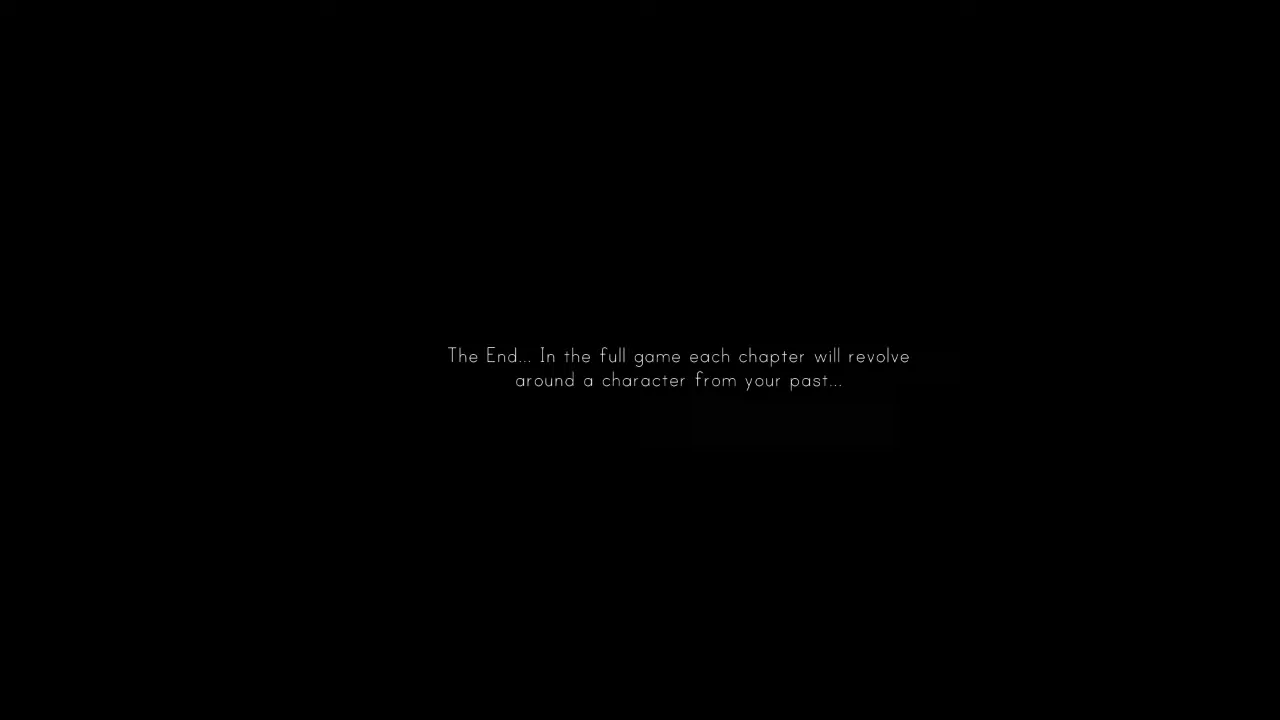 The End... In the full game each chapter will revolve
around a character from your past...